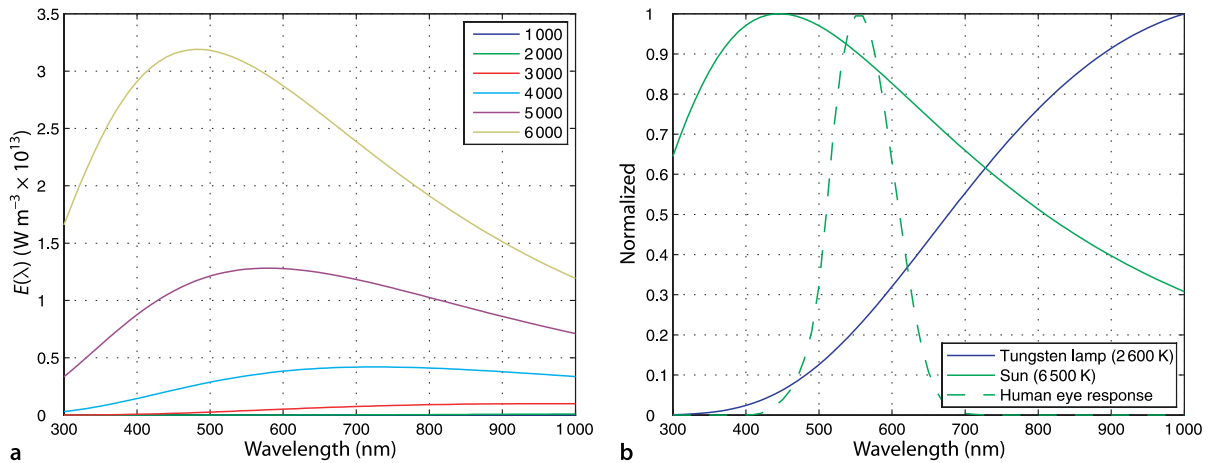 3.5
3
2.5
2
1.5
1
0.5
0
E(λ) (W m⁻³ × 10¹³)
1 000
2 000
3 000
4 000
5 000
6 000
300 400 500 600 700 800 900 1 000
a Wavelength (nm)
1
0.9
0.8
0.7
0.6
0.5
0.4
0.3
0.2
0.1
0
Normalized
Tungsten lamp (2 600 K)
Sun (6 500 K)
Human eye response
300 400 500 600 700 800 900 1 000
b Wavelength (nm)